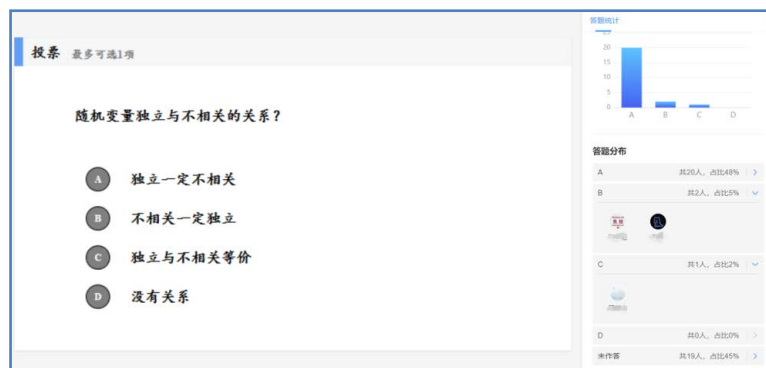 投票 最多可选1项
随机变量独立与不相关的关系？
A 独立一定不相关
B 不相关一定独立
C 独立与不相关等价
D 没有关系
答题统计
25
20
15
10
5
0
A B C D
答题分布
A 共20人，占比48%
B 共2人，占比5%
C 共1人，占比2%
D 共0人，占比0%
未作答 共19人，占比45%